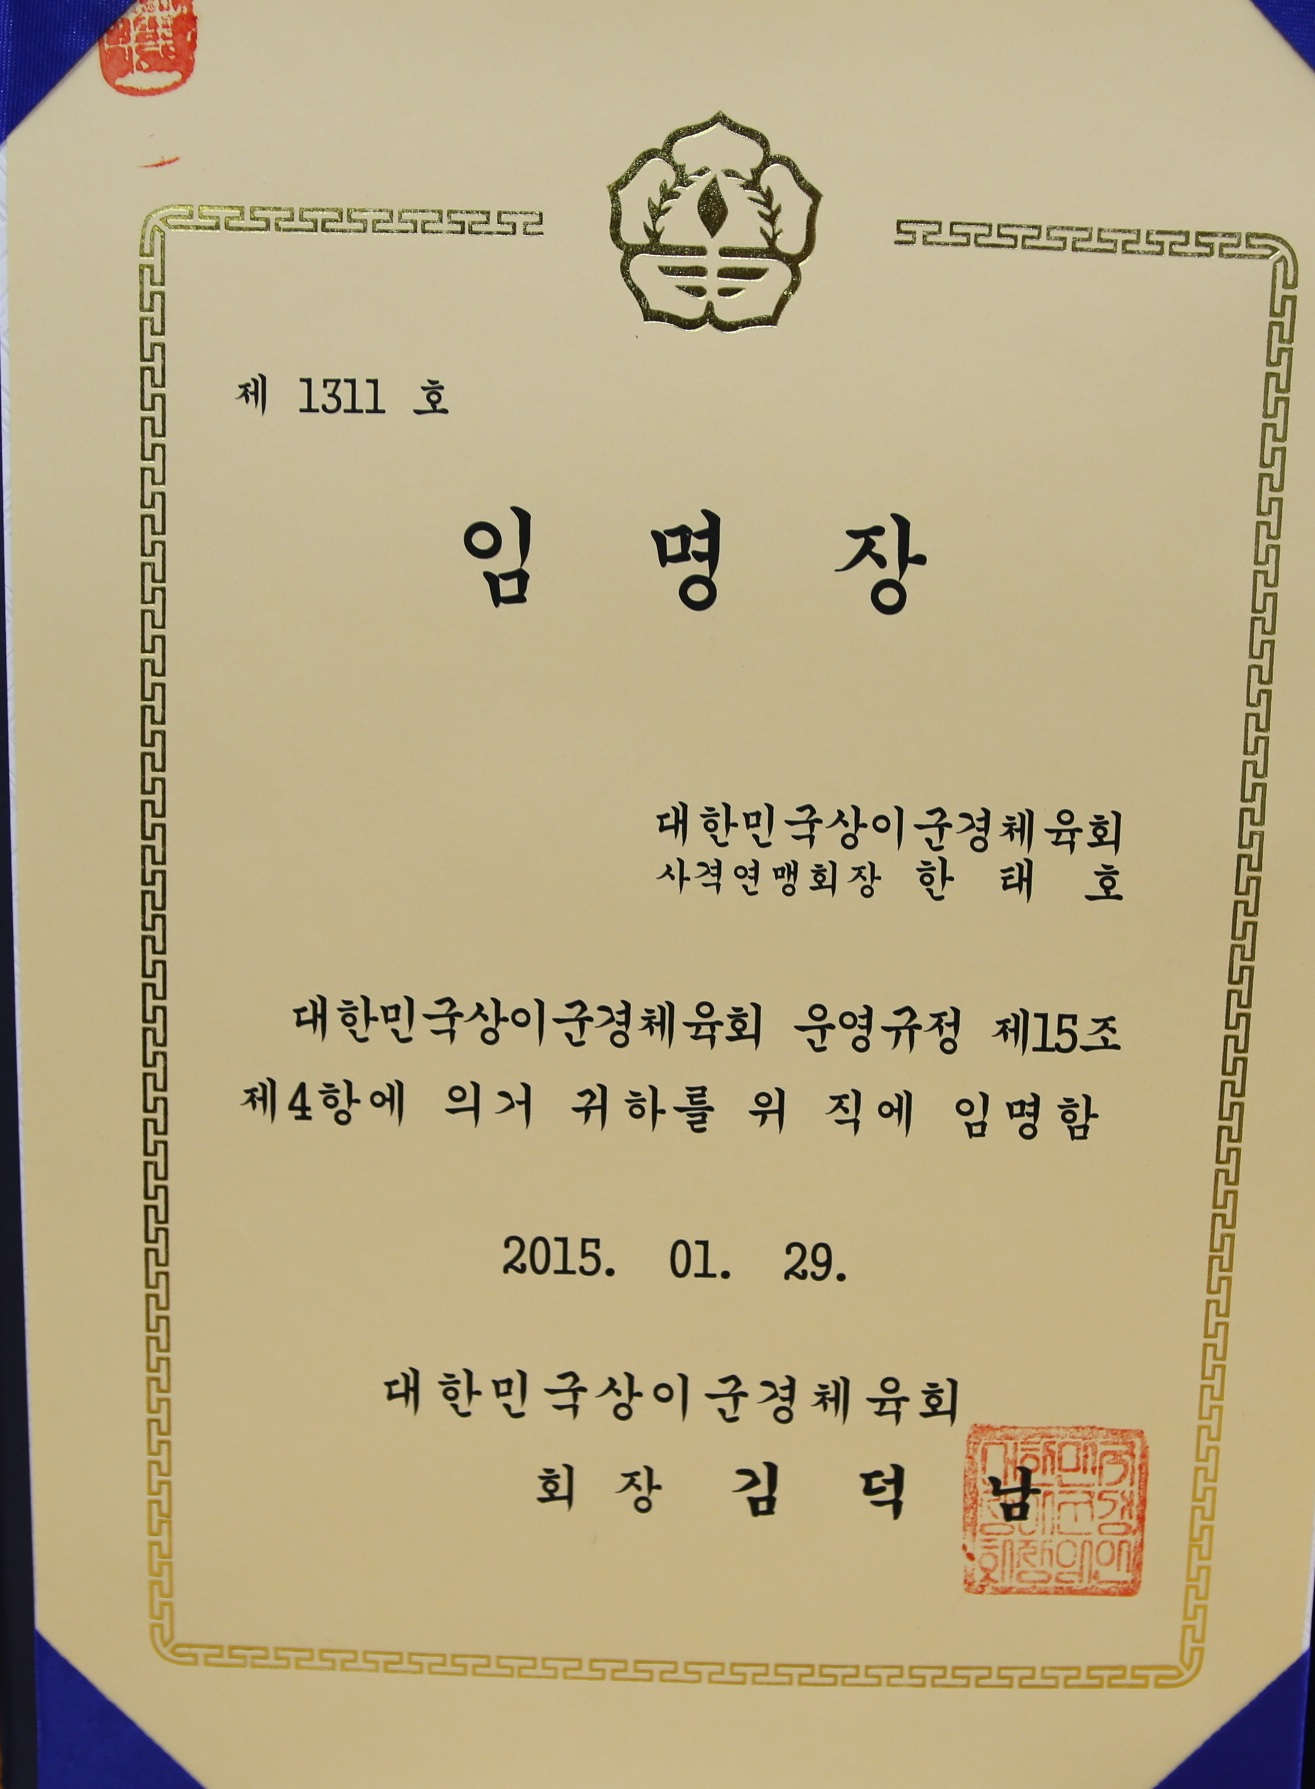 제 1311 호
임 명 장
대한민국상이군경체육회
사격연맹회장 한 태 호
대한민국상이군경체육회 운영규정 제15조
제4항에 의거 귀하를 위 직에 임명함
2015. 01. 29.
대한민국상이군경체육회
회 장 김 덕 남